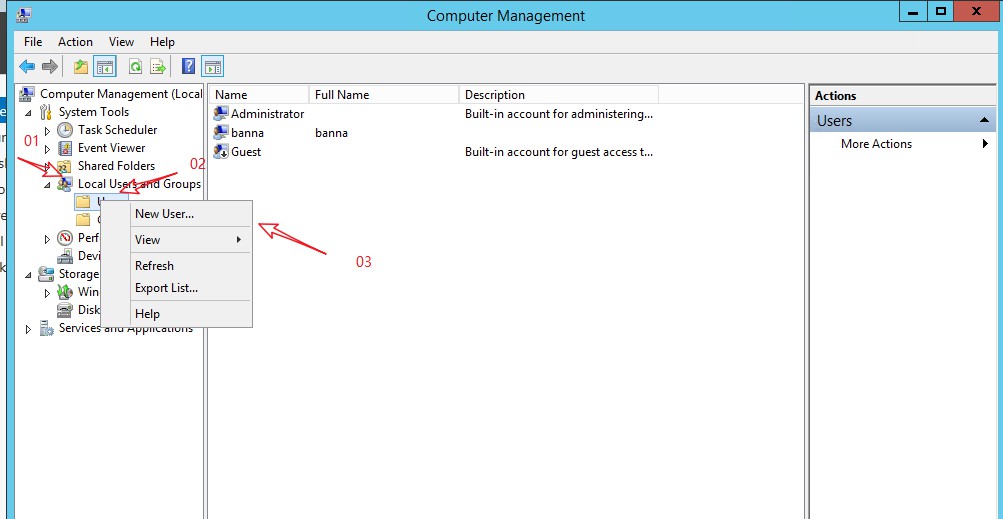 Computer Management
File Action View Help
Computer Management (Local
System Tools
Task Scheduler
Event Viewer
Shared Folders
Local Users and Groups
Perf
Devi
Storage
Win
Disk
Services and Applications
01
02
03
New User...
View
Refresh
Export List...
Help
Name Full Name Description
Administrator Built-in account for administering...
banna banna
Guest Built-in account for guest access t...
Actions
Users
More Actions